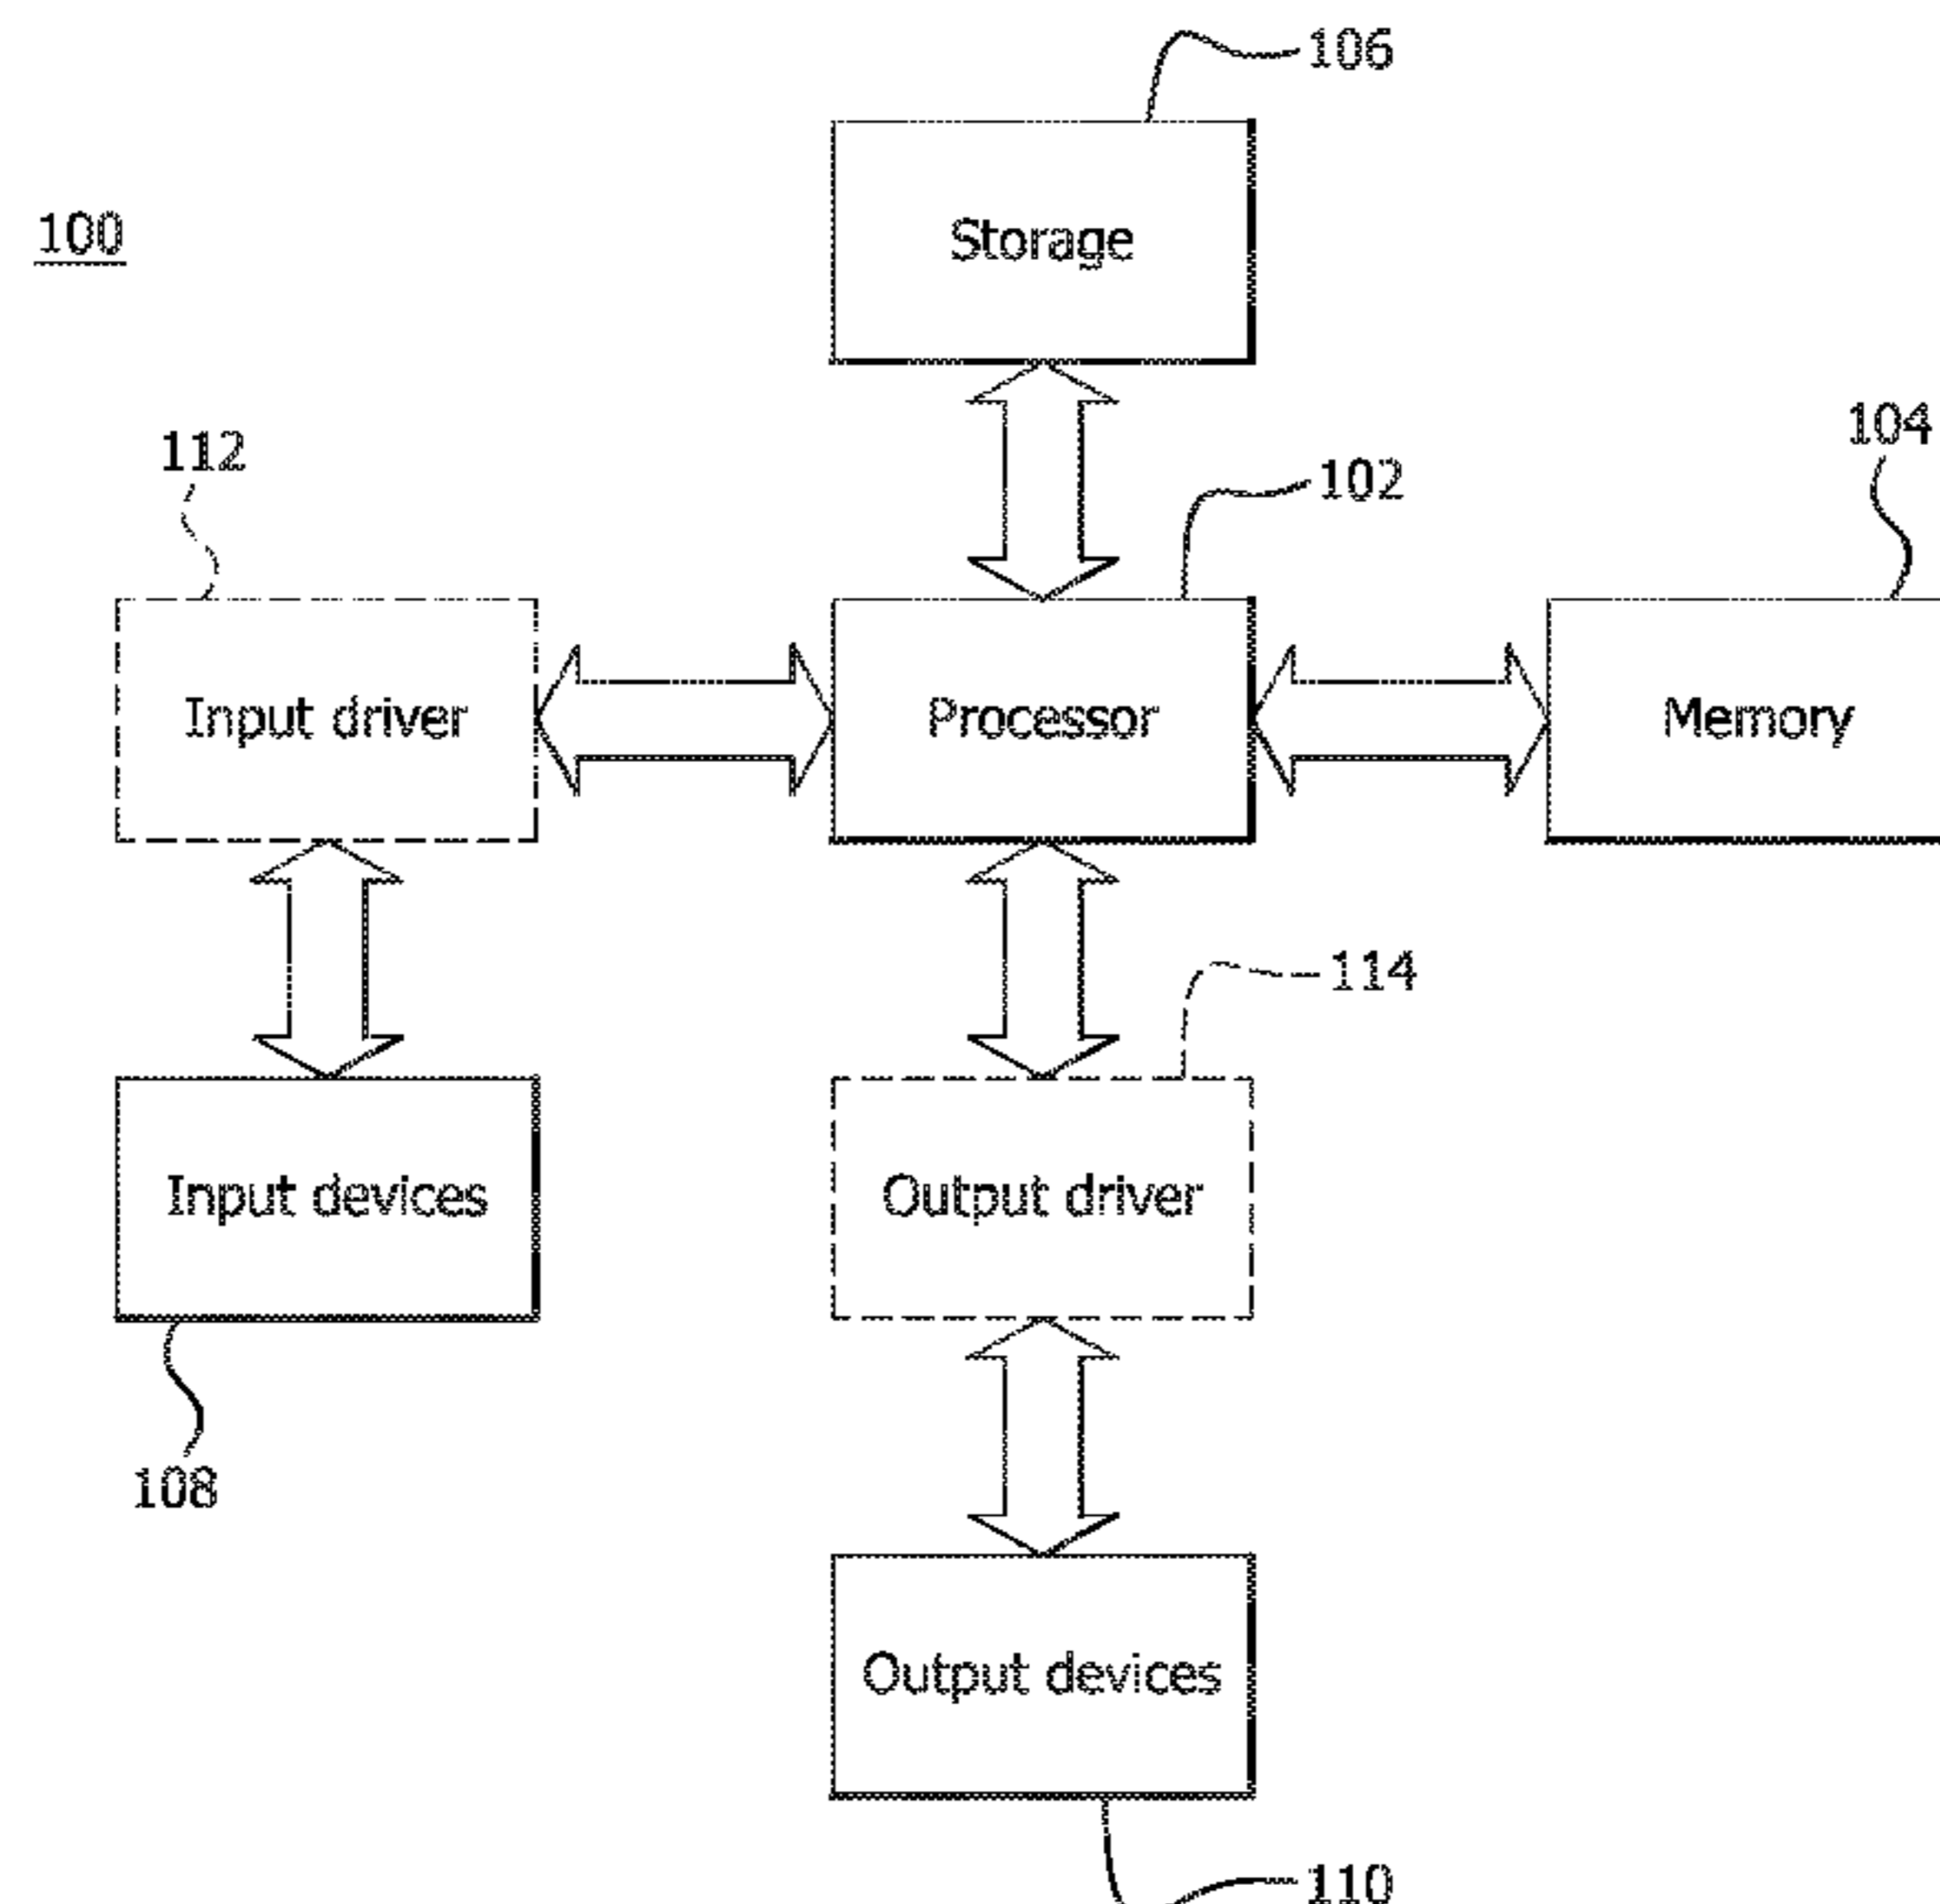 106
100
Storage
104
112
102
Input driver
Processor
Memory
114
Input devices
Output driver
108
Output devices
110